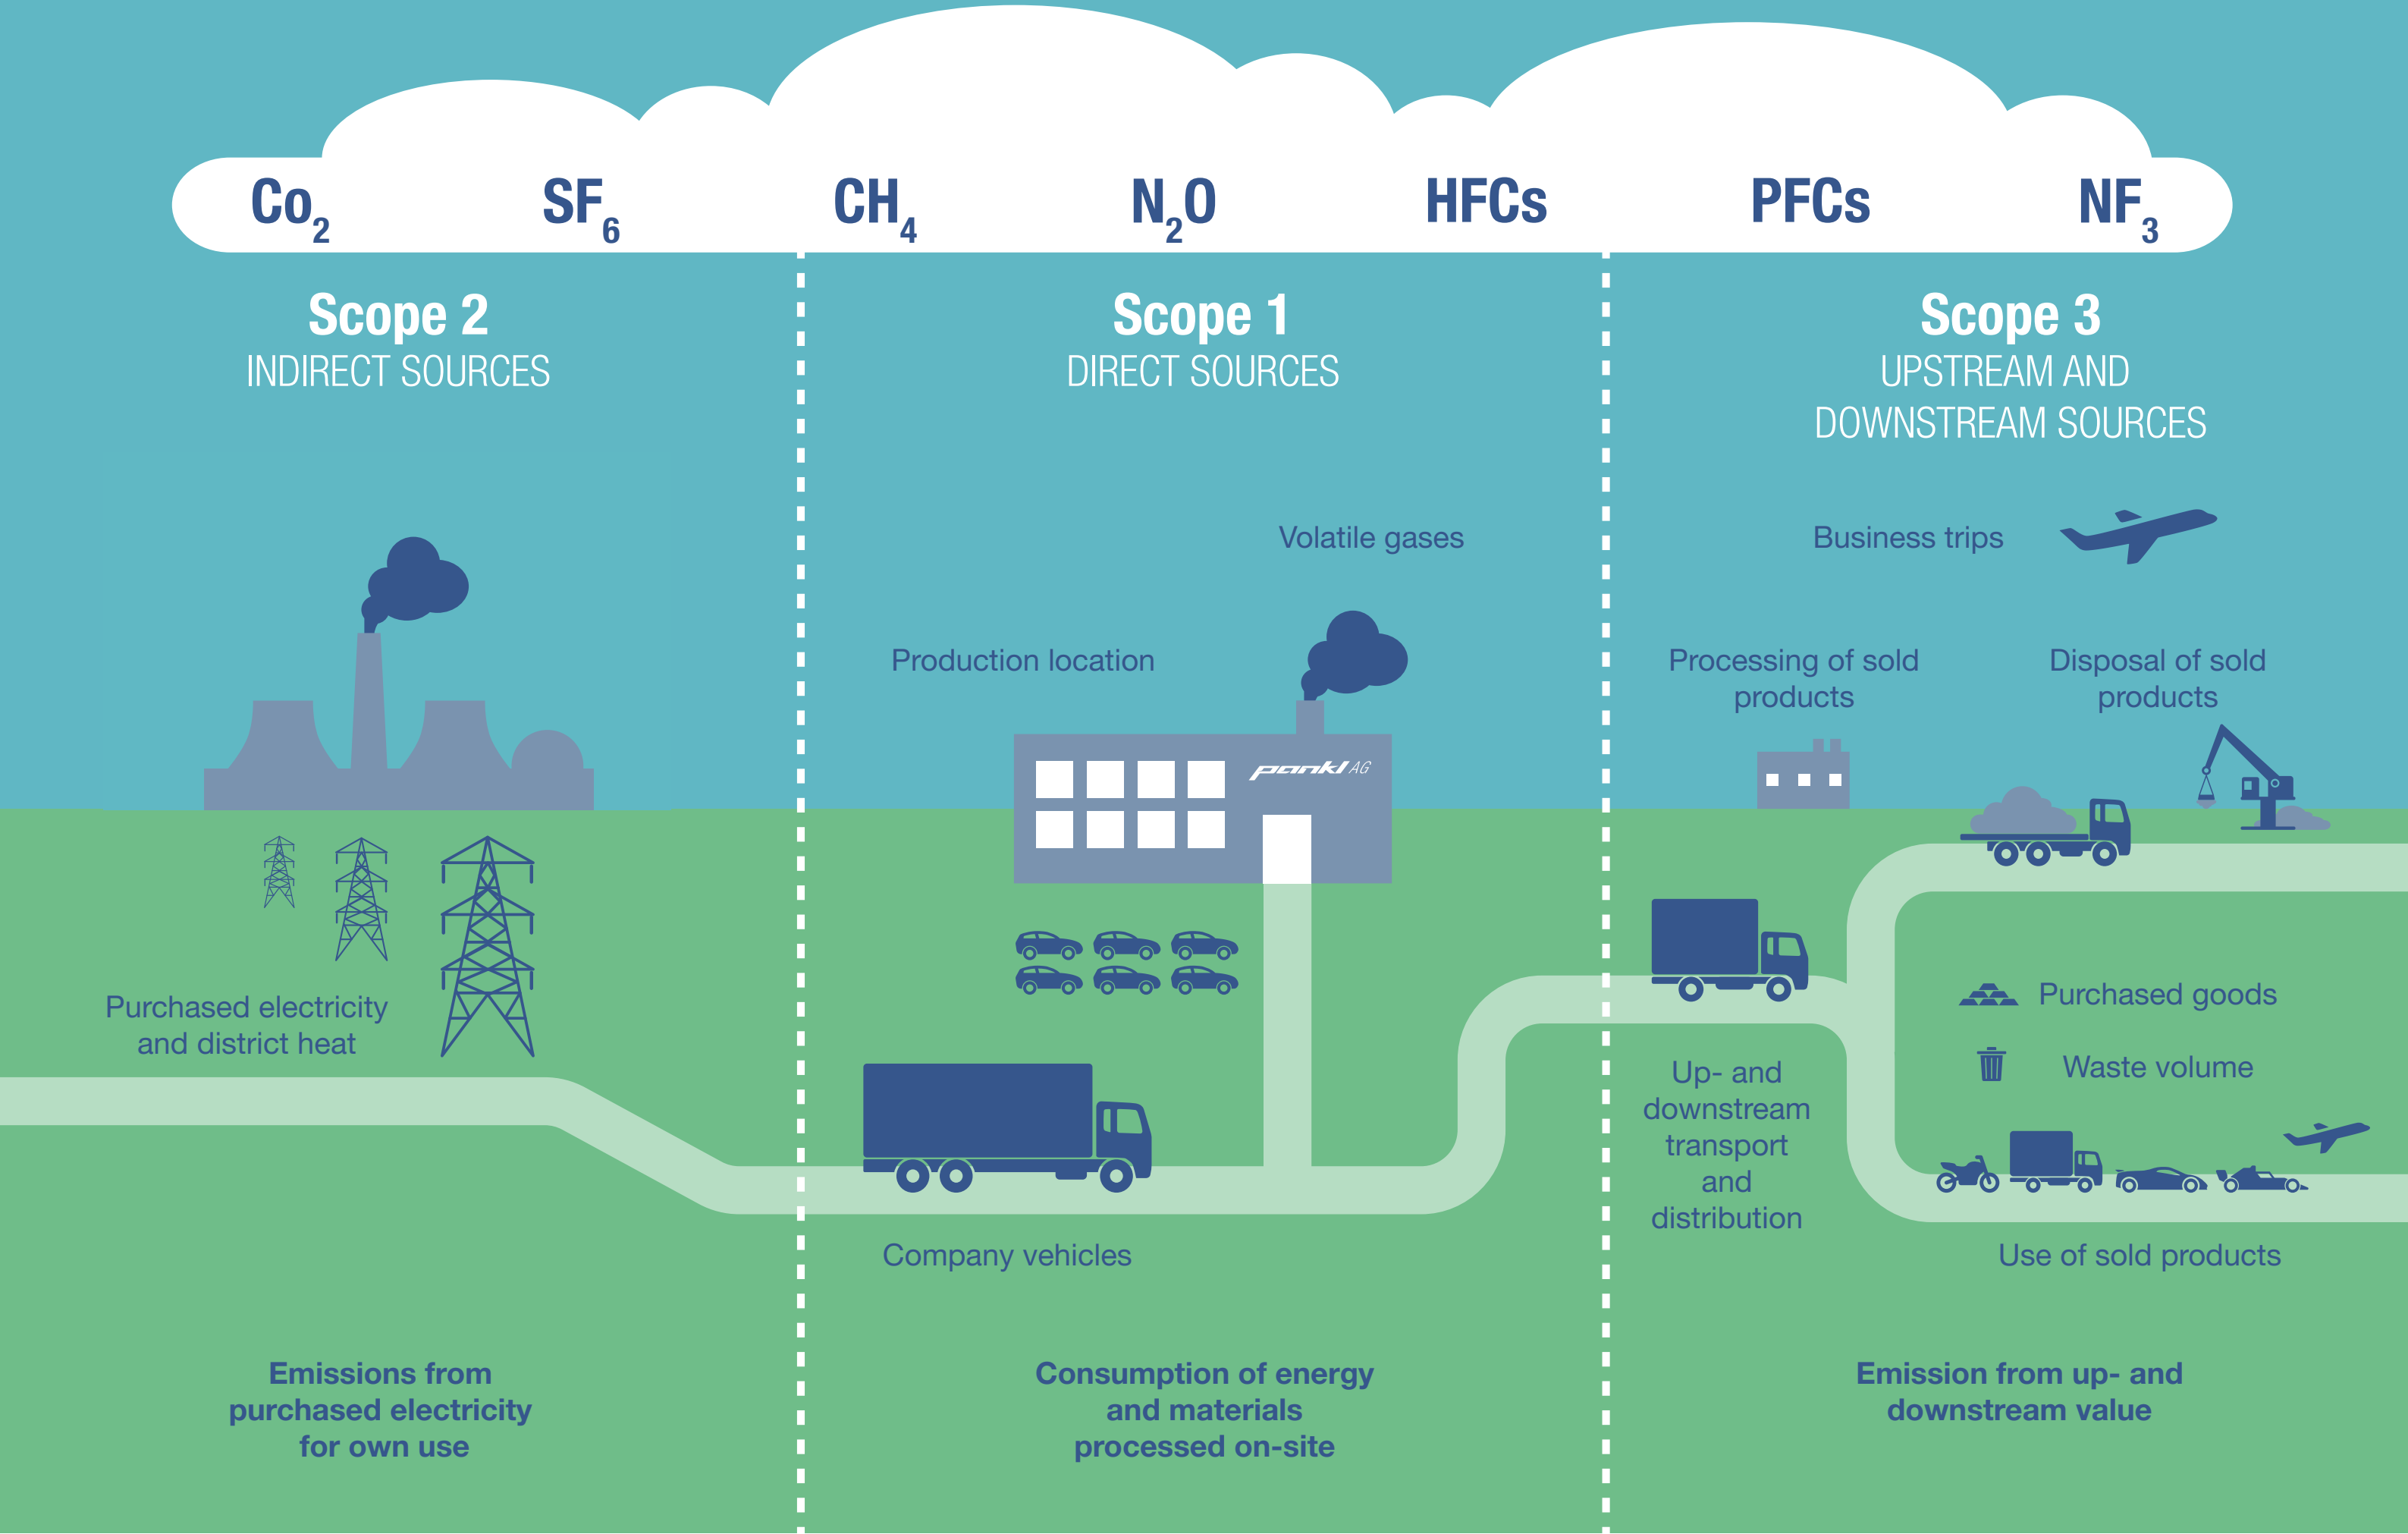 Co₂ SF₆ CH₄ N₂O HFCs PFCs NF₃
Scope 2
INDIRECT SOURCES
Purchased electricity
and district heat
Emissions from
purchased electricity
for own use
Scope 1
DIRECT SOURCES
Volatile gases
Production location
pankl AG
Company vehicles
Consumption of energy
and materials
processed on-site
Scope 3
UPSTREAM AND
DOWNSTREAM SOURCES
Business trips
Processing of sold
products
Disposal of sold
products
Purchased goods
Waste volume
Up- and
downstream
transport
and
distribution
Use of sold products
Emission from up- and
downstream value